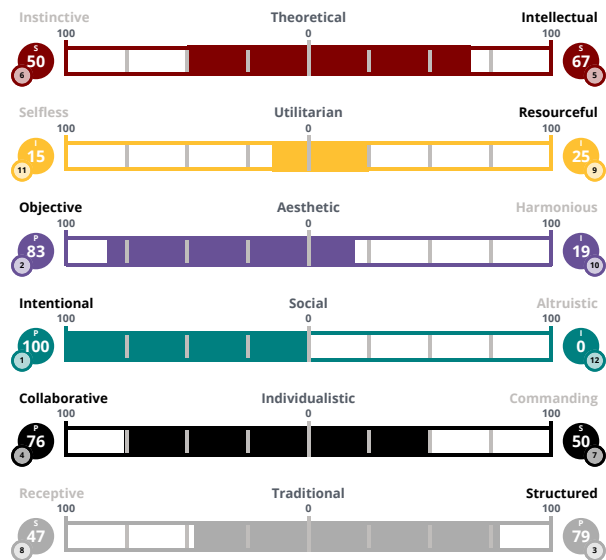 Instinctive Theoretical Intellectual
100 0 100
S S
50 67
6 5
Selfless Utilitarian Resourceful
100 0 100
I I
15 25
11 9
Objective Aesthetic Harmonious
100 0 100
P I
83 19
2 10
Intentional Social Altruistic
100 0 100
P I
100 0
1 12
Collaborative Individualistic Commanding
100 0 100
P S
76 50
4 7
Receptive Traditional Structured
100 0 100
S P
47 79
8 3